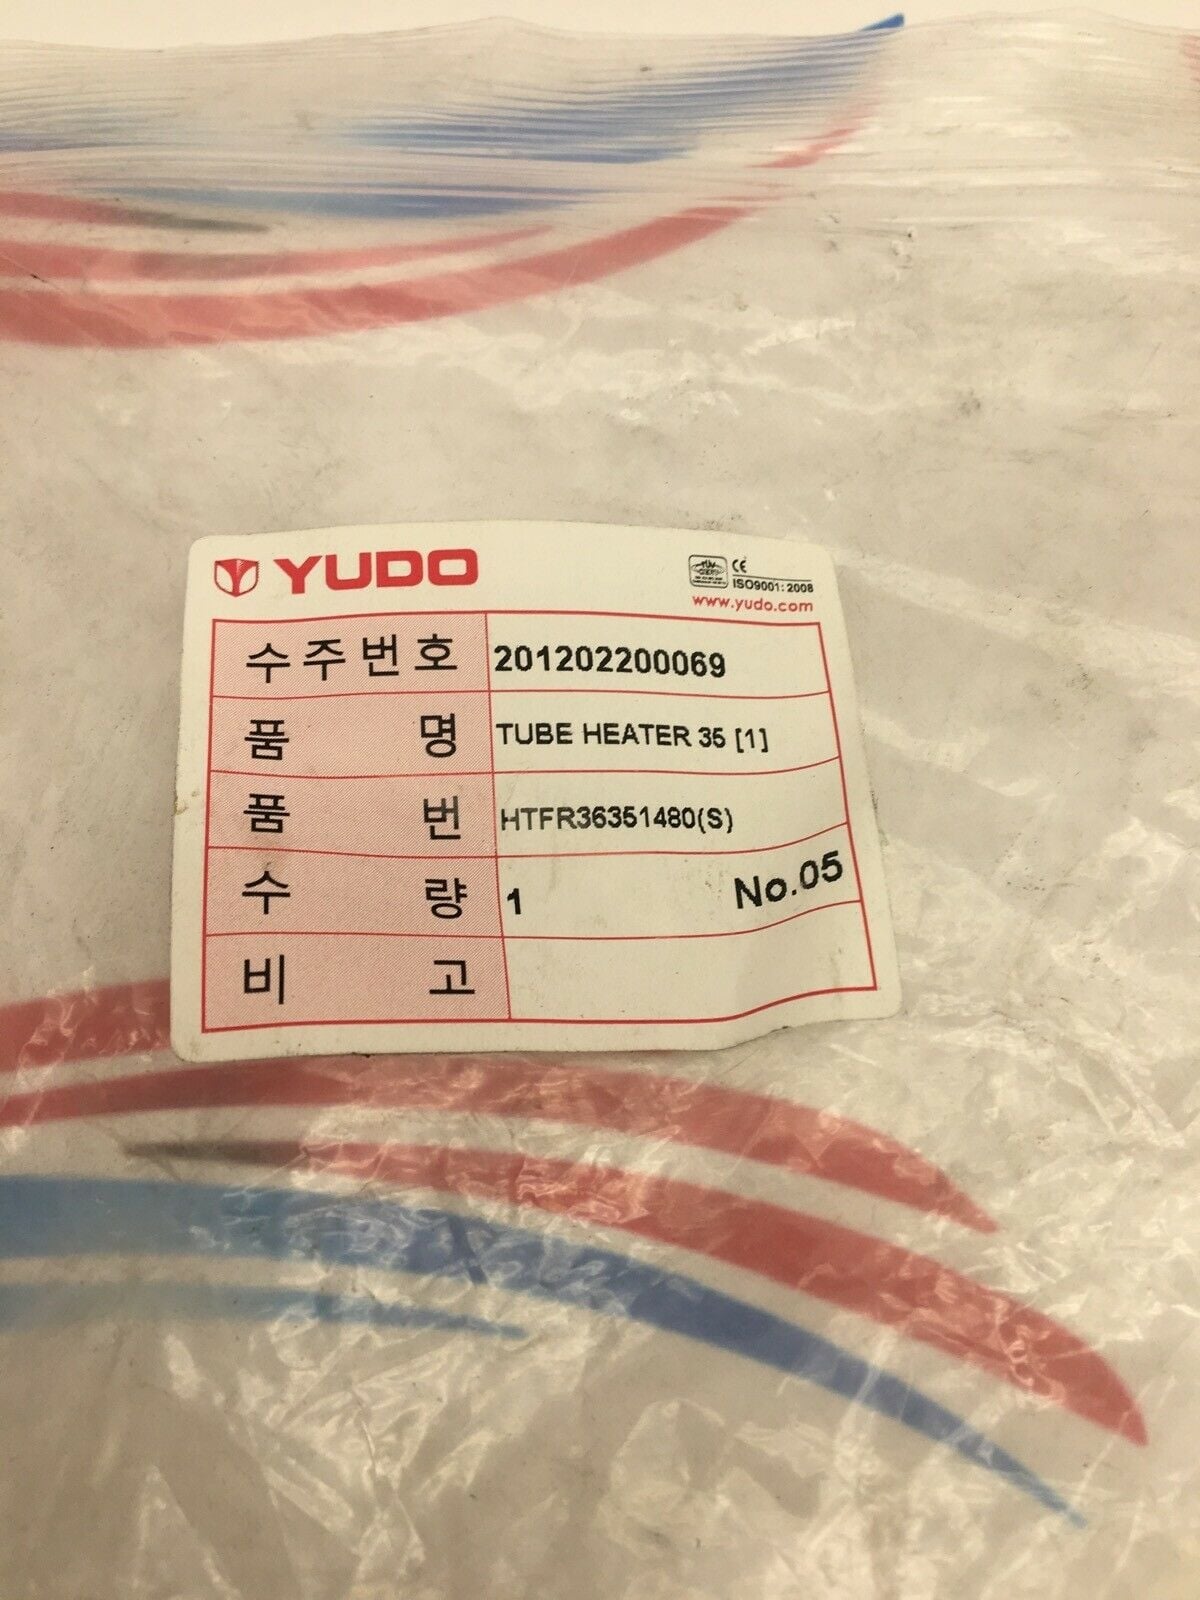 YUDO
CE
ISO9001:2008
www.yudo.com
수주번호 201202200069
품 명 TUBE HEATER 35 [1]
품 번 HTFR36351480(S)
수 량 1 No.05
비 고